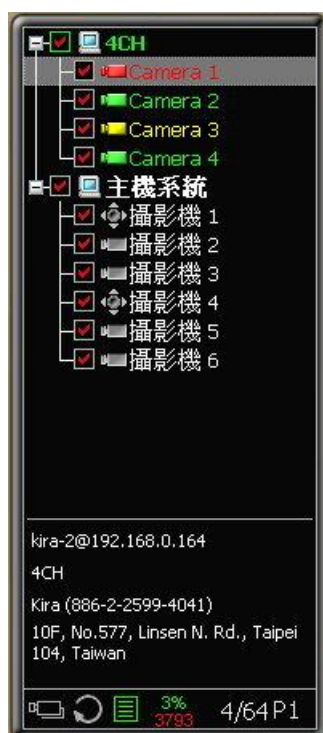 4CH
Camera 1
Camera 2
Camera 3
Camera 4
主機系統
攝影機 1
攝影機 2
攝影機 3
攝影機 4
攝影機 5
攝影機 6
kira-2@192.168.0.164
4CH
Kira (886-2-2599-4041)
10F, No.577, Linsen N. Rd., Taipei
104, Taiwan
3%
3793
4/64 P1